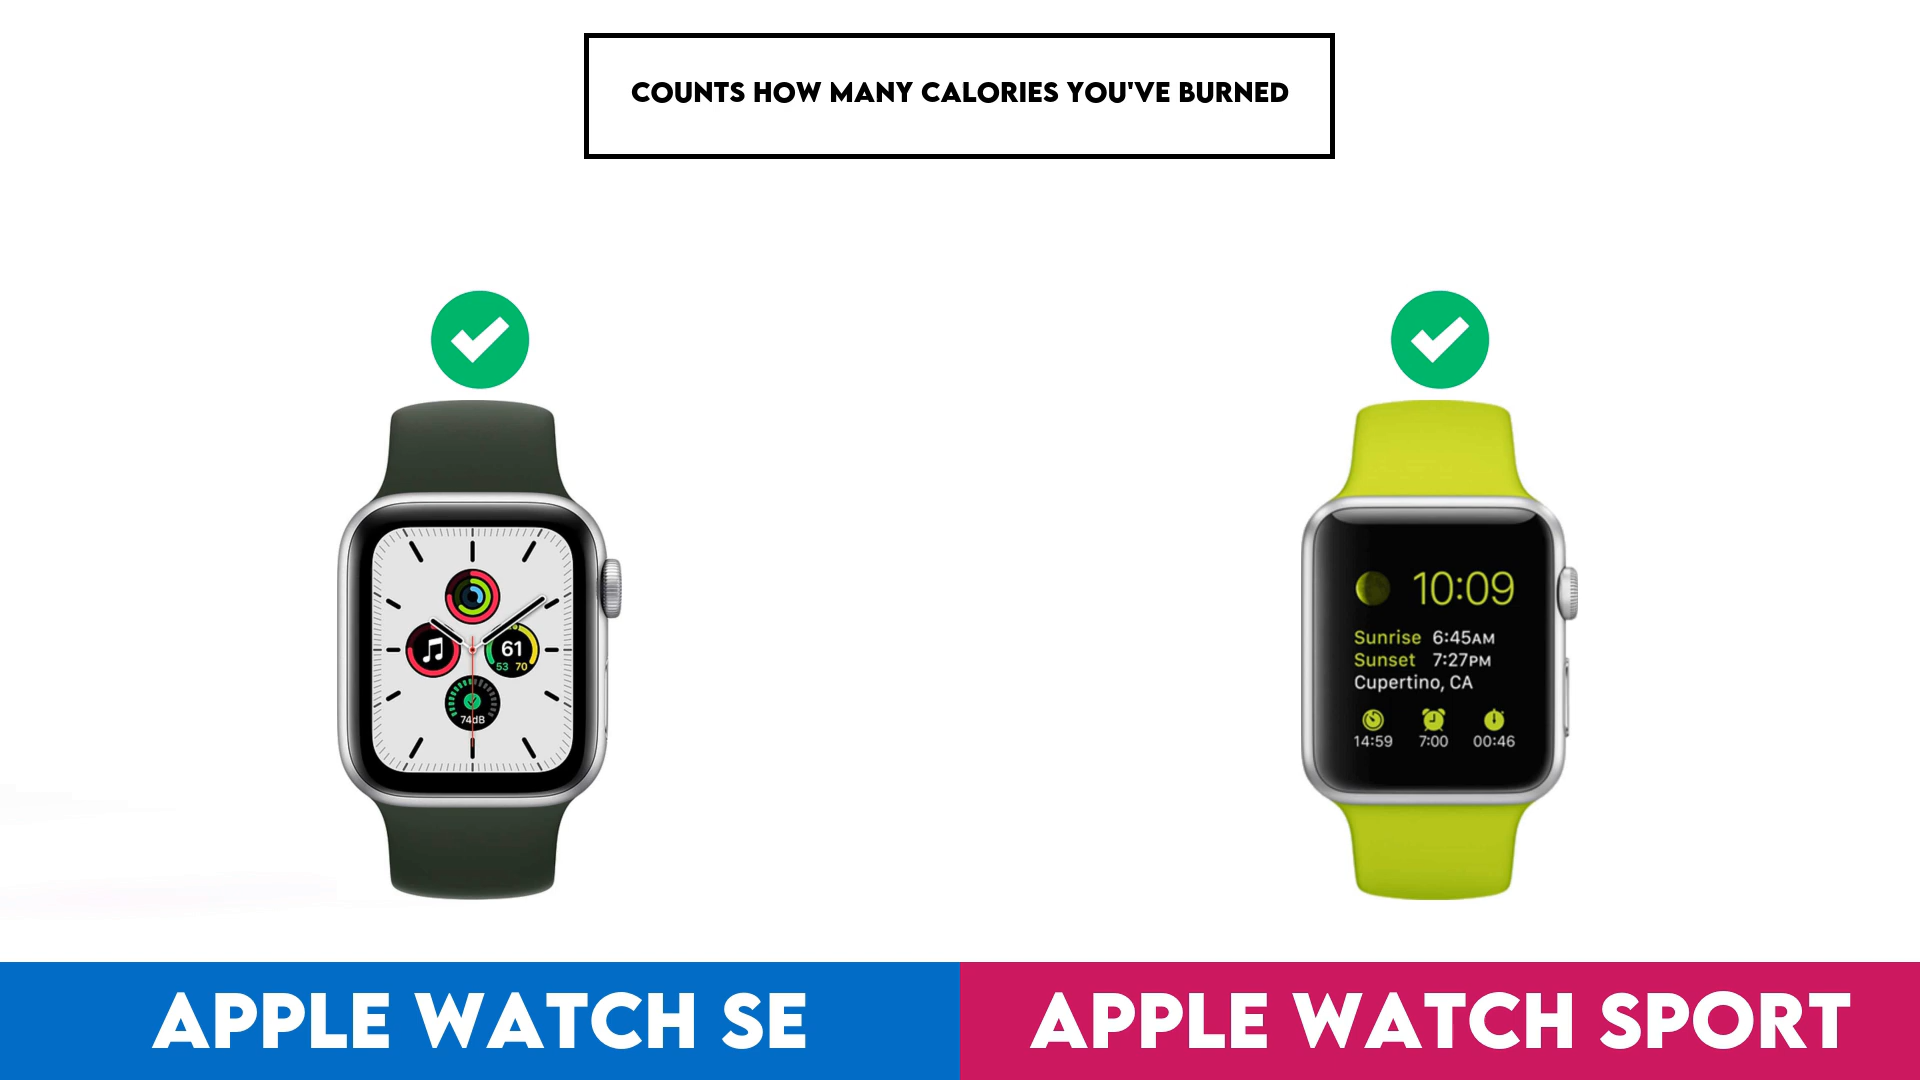 COUNTS HOW MANY CALORIES YOU'VE BURNED
61
53 70
74dB
10:09
Sunrise 6:45AM
Sunset 7:27PM
Cupertino, CA
14:59 7:00 00:46
APPLE WATCH SE
APPLE WATCH SPORT